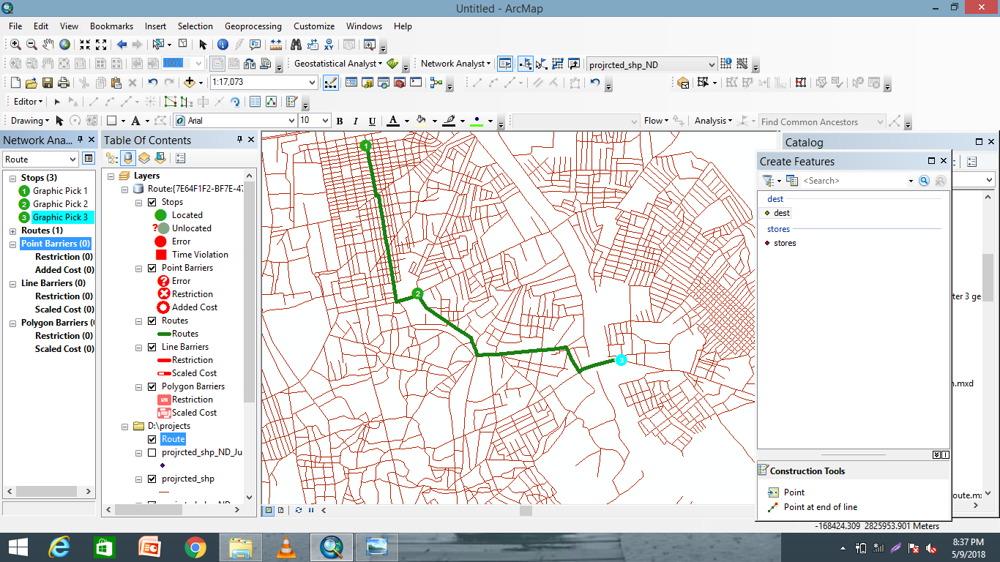 Untitled - ArcMap
File Edit View Bookmarks Insert Selection Geoprocessing Customize Windows Help
100% Geostatistical Analyst Network Analyst projrcted_shp_ND
1:17,073
Editor
Drawing A Arial 10 B I U A Flow Analysis Find Common Ancestors
Network Ana...
Route
Stops (3)
1 Graphic Pick 1
2 Graphic Pick 2
3 Graphic Pick 3
Routes (1)
Point Barriers (0)
Restriction (0)
Added Cost (0)
Line Barriers (0)
Restriction (0)
Scaled Cost (0)
Polygon Barriers (
Restriction (0)
Scaled Cost (0)
Table Of Contents
Layers
Route:{7E64F1F2-BF7E-47
Stops
Located
? Unlocated
Error
Time Violation
Point Barriers
? Error
Restriction
Added Cost
Routes
Routes
Line Barriers
Restriction
Scaled Cost
Polygon Barriers
Restriction
Scaled Cost
D:\projects
Route
projrcted_shp_ND_Ju
projrcted_shp
1
2
3
Catalog
Create Features
<Search>
dest
dest
stores
stores
Construction Tools
Point
Point at end of line
ter 3 ge
n.mxd
oute.mx
-168424.309 2825953.901 Meters
8:37 PM
5/9/2018